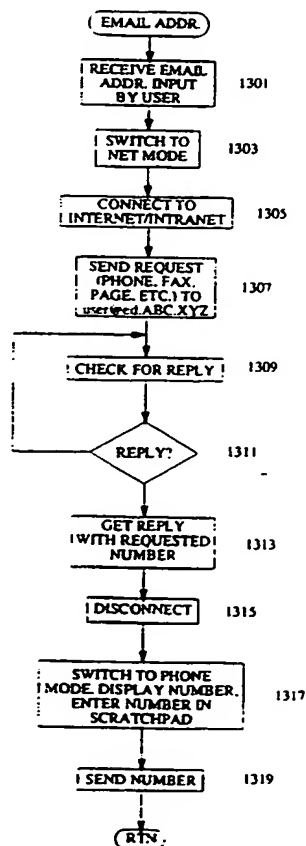 EMAIL ADDR.
RECEIVE EMAIL
ADDR. INPUT
BY USER
1301
SWITCH TO
NET MODE
1303
CONNECT TO
INTERNET/INTRANET
1305
SEND REQUEST
(PHONE, FAX,
PAGE, ETC.) TO
user@cd.ABC.XYZ
1307
CHECK FOR REPLY
1309
REPLY?
1311
GET REPLY
WITH REQUESTED
NUMBER
1313
DISCONNECT
1315
SWITCH TO PHONE
MODE, DISPLAY NUMBER,
ENTER NUMBER IN
SCRATCHPAD
1317
SEND NUMBER
1319
RTN